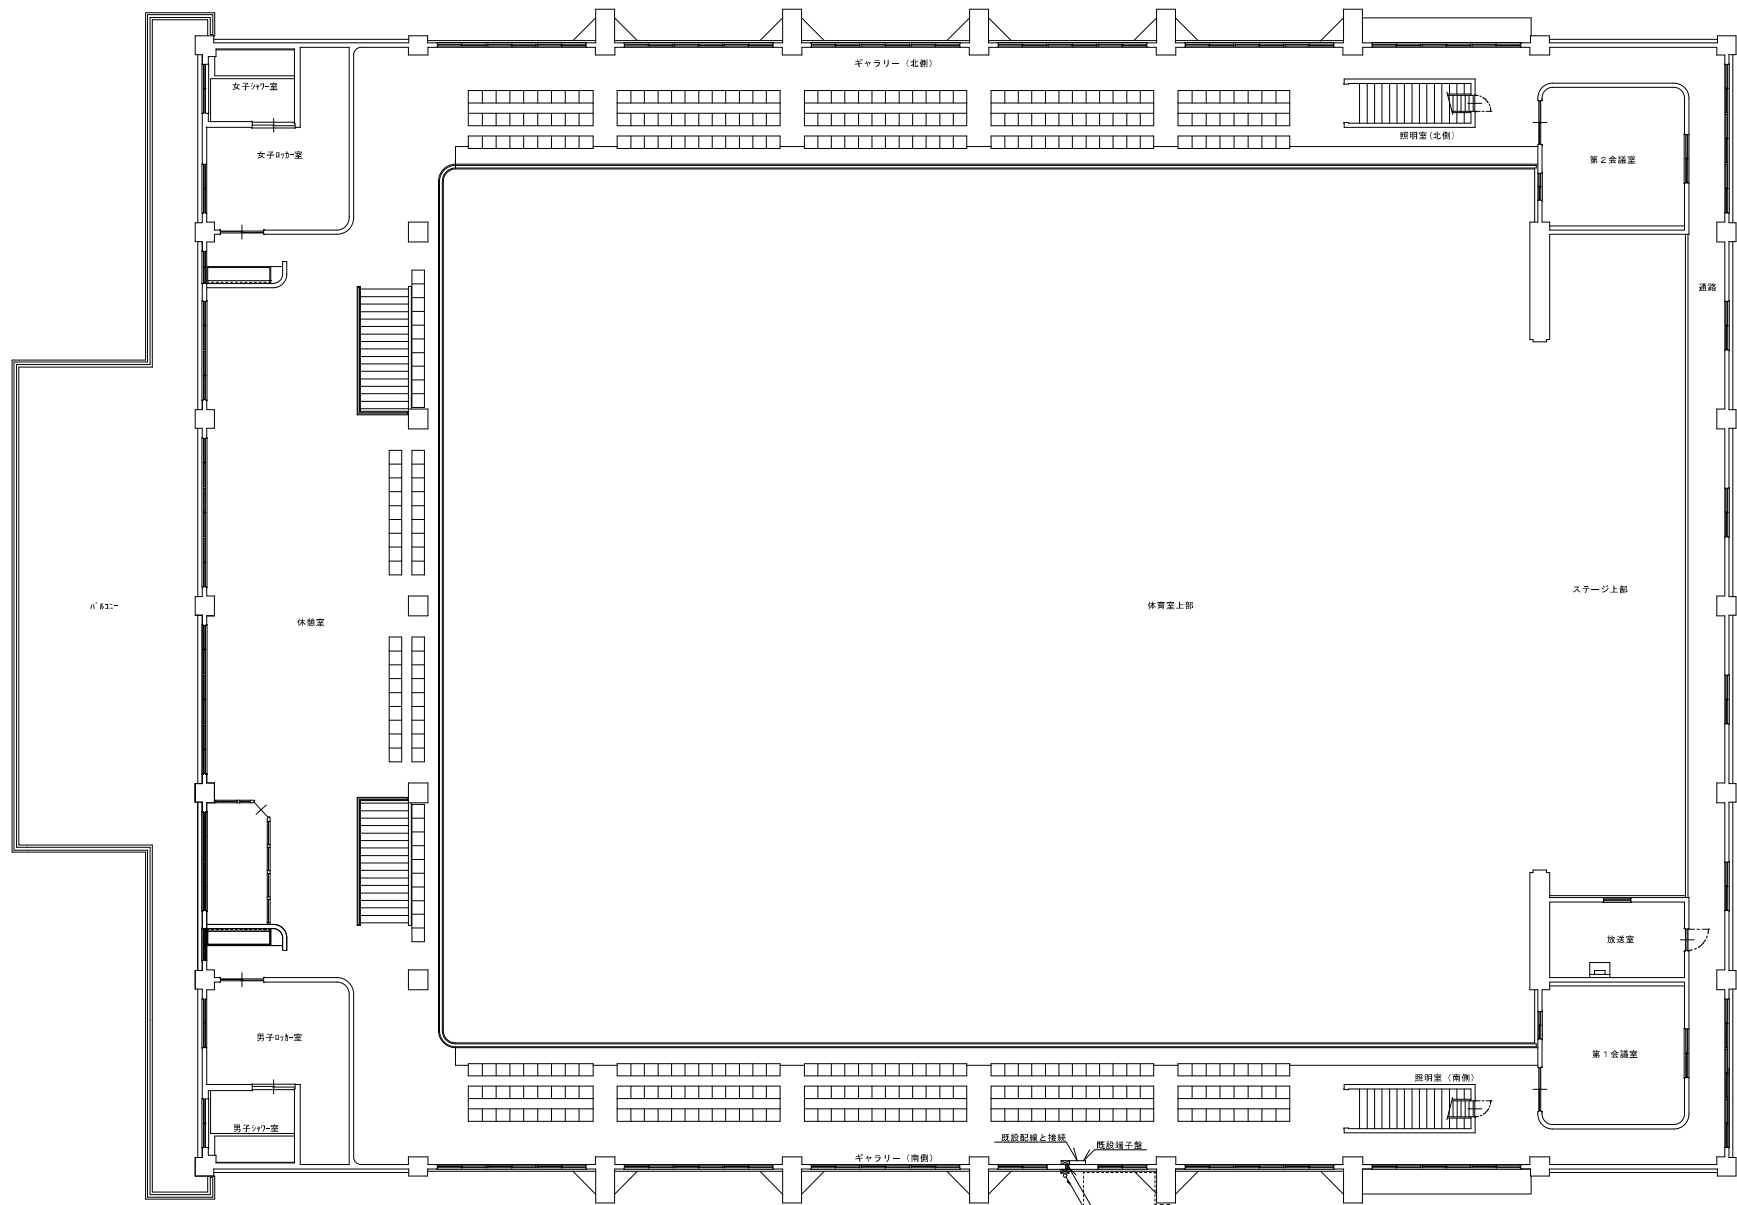 ギャラリー（北側）
女子ｼｬﾜｰ室
照明室(北側)
女子ﾛｯｶｰ室
第２会議室
通路
ステージ上部
ﾊﾞﾙｺﾆｰ
体育室上部
休憩室
放送室
男子ﾛｯｶｰ室
第１会議室
照明室（南側）
男子ｼｬﾜｰ室
既設配線と接続
既設端子盤
ギャラリー（南側）